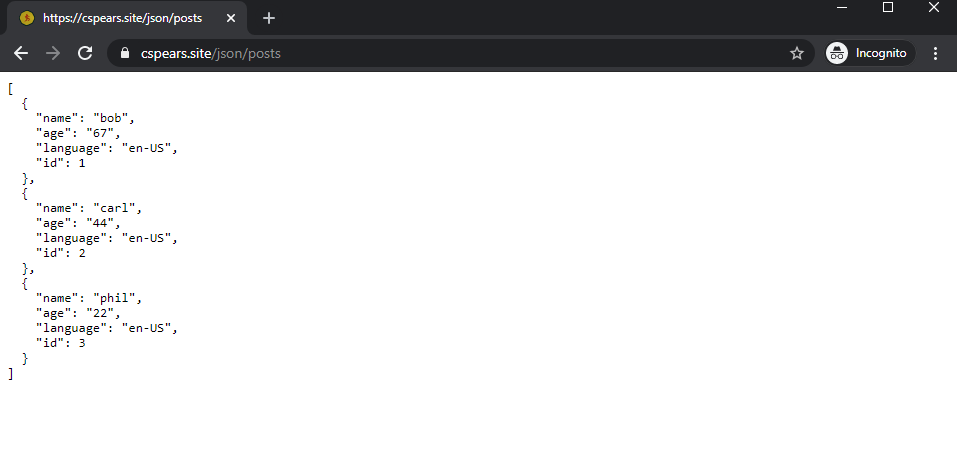 https://cspears.site/json/posts
cspears.site/json/posts
Incognito
[
  {
    "name": "bob",
    "age": "67",
    "language": "en-US",
    "id": 1
  },
  {
    "name": "carl",
    "age": "44",
    "language": "en-US",
    "id": 2
  },
  {
    "name": "phil",
    "age": "22",
    "language": "en-US",
    "id": 3
  }
]